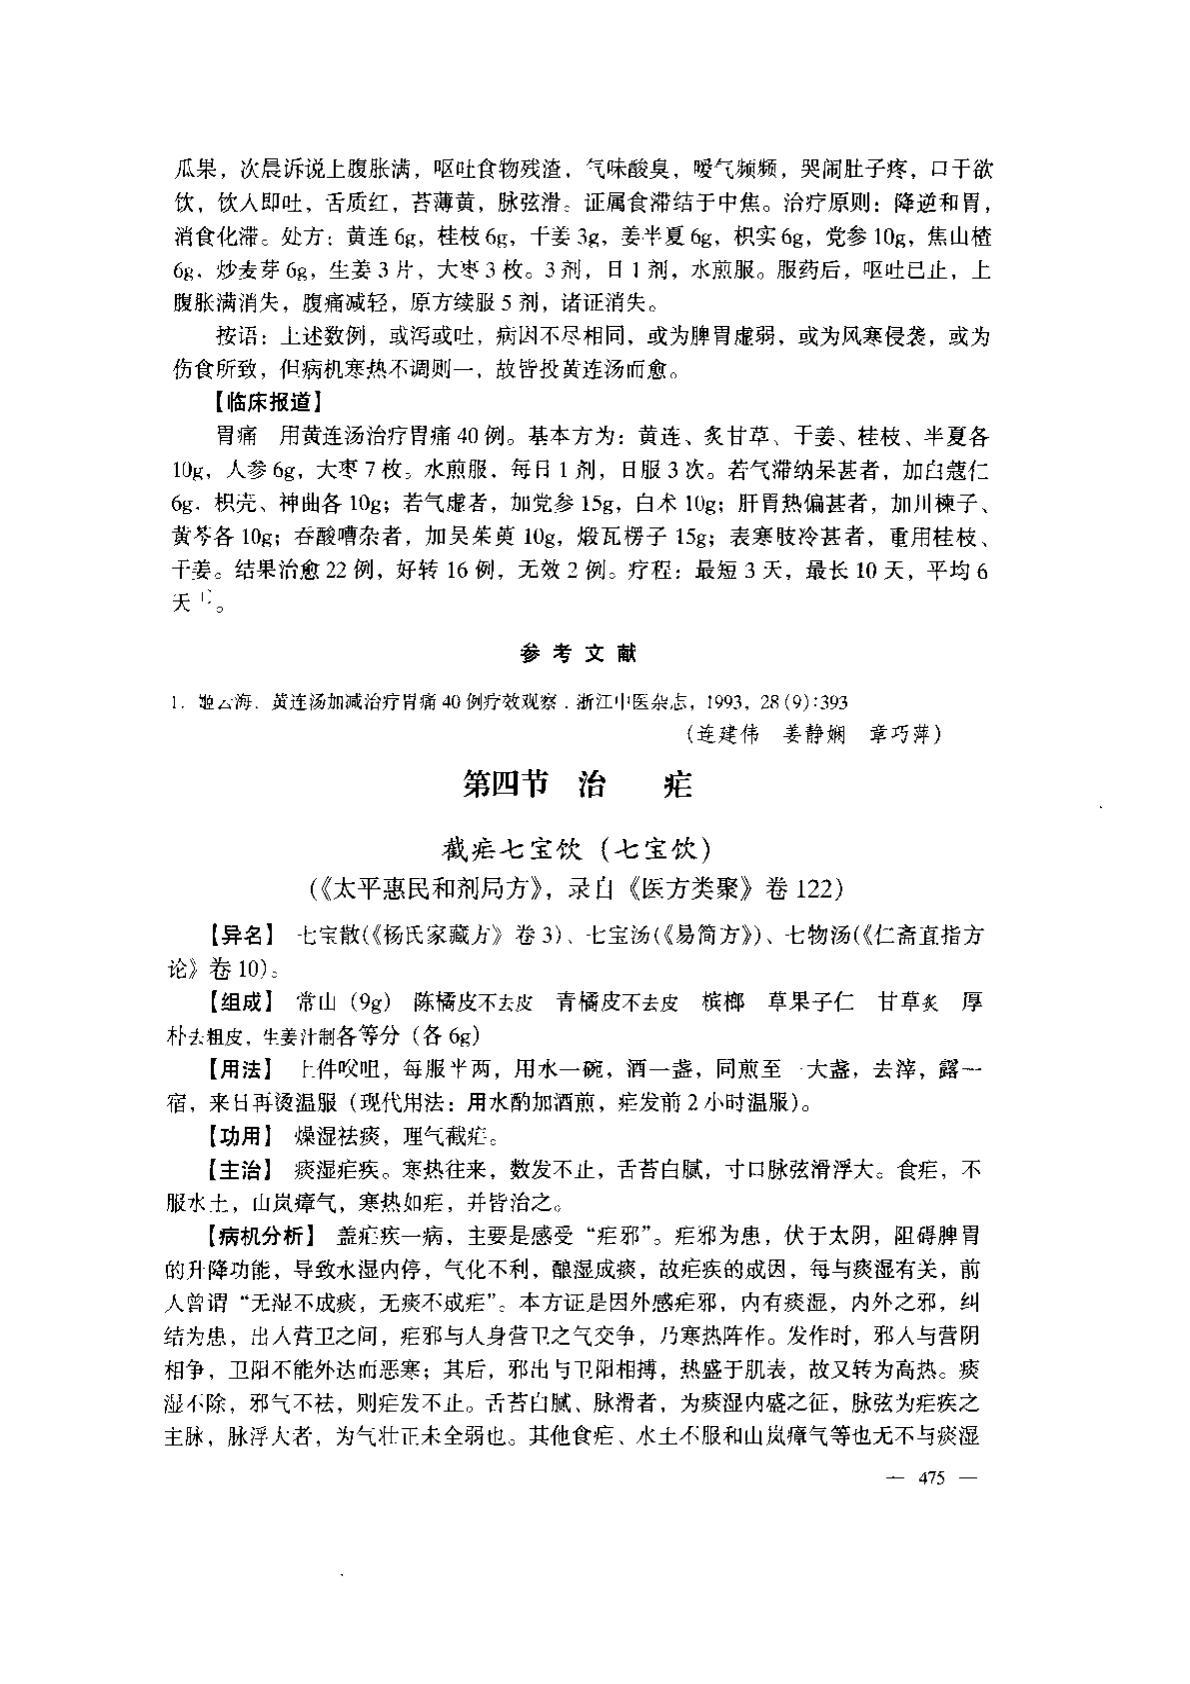 瓜果，次晨诉说上腹胀满，呕吐食物残渣，气味酸臭，嗳气频频，哭闹肚子疼，口干欲
饮，饮入即吐，舌质红，苔薄黄，脉弦滑。证属食滞结于中焦。治疗原则：降逆和胃，
消食化滞。处方：黄连 6g，桂枝 6g，干姜 3g，姜半夏 6g，枳实 6g，党参 10g，焦山楂
6g，炒麦芽 6g，生姜 3 片，大枣 3 枚。3 剂，日 1 剂，水煎服。服药后，呕吐已止，上
腹胀满消失，腹痛减轻，原方续服 5 剂，诸证消失。
按语：上述数例，或泻或吐，病因不尽相同，或为脾胃虚弱，或为风寒侵袭，或为
伤食所致，但病机寒热不调则一，故皆投黄连汤而愈。
【临床报道】
胃痛　用黄连汤治疗胃痛 40 例。基本方为：黄连、炙甘草、干姜、桂枝、半夏各
10g，人参 6g，大枣 7 枚。水煎服，每日 1 剂，日服 3 次。若气滞纳呆甚者，加白蔻仁
6g，枳壳、神曲各 10g；若气虚者，加党参 15g，白术 10g；肝胃热偏甚者，加川楝子、
黄芩各 10g；吞酸嘈杂者，加吴茱萸 10g，煅瓦楞子 15g；表寒肢冷甚者，重用桂枝、
干姜。结果治愈 22 例，好转 16 例，无效 2 例。疗程：最短 3 天，最长 10 天，平均 6
天。
参 考 文 献
1. 姬云海．黄连汤加减治疗胃痛 40 例疗效观察．浙江中医杂志，1993，28(9):393
（连建伟　姜静娴　章巧萍）
第四节　治　　疟
截疟七宝饮（七宝饮）
（《太平惠民和剂局方》，录自《医方类聚》卷 122）
【异名】　七宝散(《杨氏家藏方》卷 3)、七宝汤(《易简方》)、七物汤(《仁斋直指方
论》卷 10)。
【组成】　常山（9g）　陈橘皮不去皮　青橘皮不去皮　槟榔　草果子仁　甘草炙　厚
朴去粗皮，生姜汁制各等分（各 6g）
【用法】　上件㕮咀，每服半两，用水一碗，酒一盏，同煎至一大盏，去滓，露一
宿，来日再烫温服（现代用法：用水酌加酒煎，疟发前 2 小时温服）。
【功用】　燥湿祛痰，理气截疟。
【主治】　痰湿疟疾。寒热往来，数发不止，舌苔白腻，寸口脉弦滑浮大。食疟，不
服水土，山岚瘴气，寒热如疟，并皆治之。
【病机分析】　盖疟疾一病，主要是感受“疟邪”。疟邪为患，伏于太阴，阻碍脾胃
的升降功能，导致水湿内停，气化不利，酿湿成痰，故疟疾的成因，每与痰湿有关，前
人曾谓“无湿不成痰，无痰不成疟”。本方证是因外感疟邪，内有痰湿，内外之邪，纠
结为患，出入营卫之间，疟邪与人身营卫之气交争，乃寒热阵作。发作时，邪入与营阴
相争，卫阳不能外达而恶寒；其后，邪出与卫阳相搏，热盛于肌表，故又转为高热。痰
湿不除，邪气不祛，则疟发不止。舌苔白腻、脉滑者，为痰湿内盛之征，脉弦为疟疾之
主脉，脉浮大者，为气壮正未全弱也。其他食疟、水土不服和山岚瘴气等也无不与痰湿
— 475 —